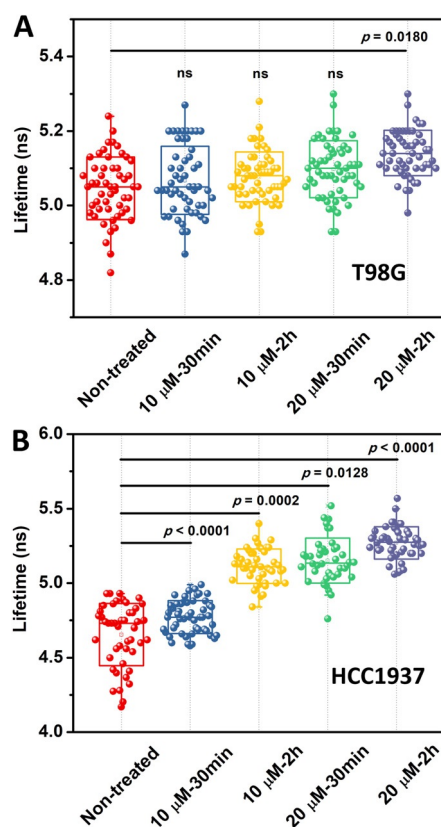 A
p = 0.0180
ns
ns
ns
5.4
5.2
5.0
4.8
Lifetime (ns)
T98G
Non-treated
10 μM-30min
10 μM-2h
20 μM-30min
20 μM-2h
B
p < 0.0001
p = 0.0128
p = 0.0002
p < 0.0001
6.0
5.5
5.0
4.5
4.0
Lifetime (ns)
HCC1937
Non-treated
10 μM-30min
10 μM-2h
20 μM-30min
20 μM-2h